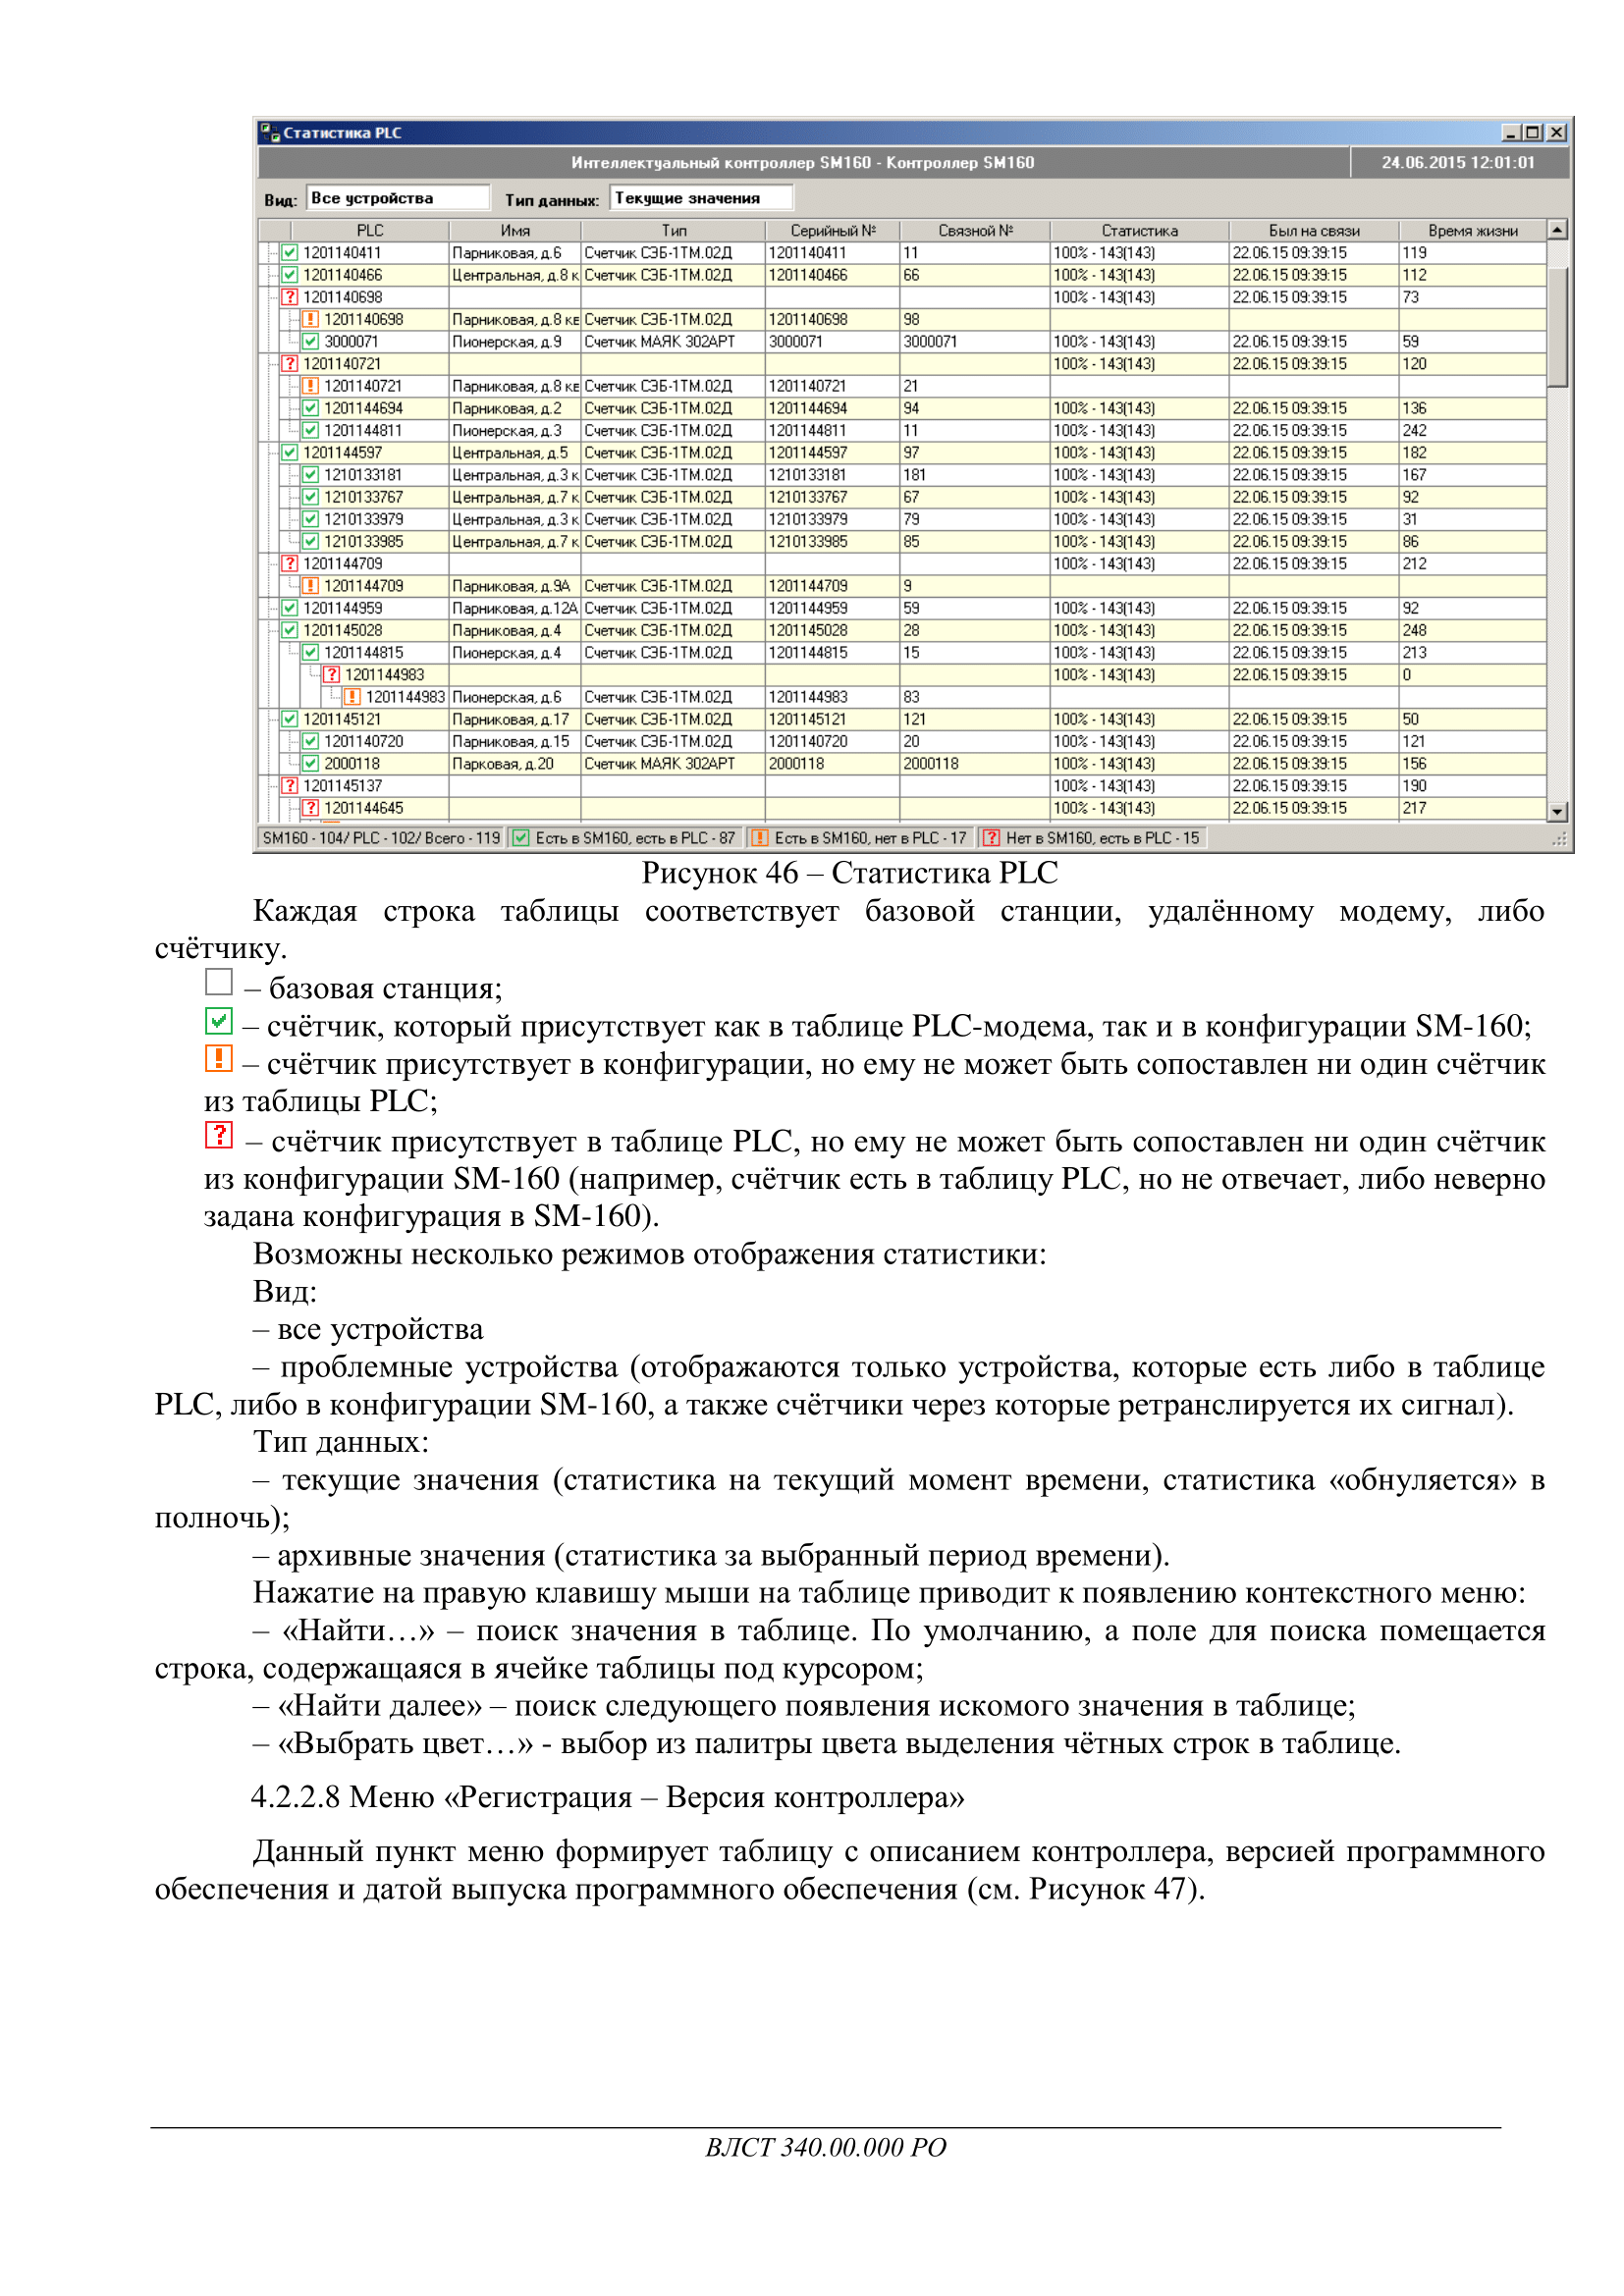 Статистика PLC
Интеллектуальный контроллер SM160 - Контроллер SM160 24.06.2015 12:01:01
Вид: Все устройства Тип данных: Текущие значения
PLC Имя Тип Серийный № Связной № Статистика Был на связи Время жизни
1201140411 Парниковая, д.6 Счетчик СЭБ-1ТМ.02Д 1201140411 11 100% - 143(143) 22.06.15 09:39:15 119
1201140466 Центральная, д.8 к Счетчик СЭБ-1ТМ.02Д 1201140466 66 100% - 143(143) 22.06.15 09:39:15 112
1201140698 100% - 143(143) 22.06.15 09:39:15 73
1201140698 Парниковая, д.8 кв Счетчик СЭБ-1ТМ.02Д 1201140698 98
3000071 Пионерская, д.9 Счетчик МАЯК 302АРТ 3000071 3000071 100% - 143(143) 22.06.15 09:39:15 59
1201140721 100% - 143(143) 22.06.15 09:39:15 120
1201140721 Парниковая, д.8 кв Счетчик СЭБ-1ТМ.02Д 1201140721 21
1201144694 Парниковая, д.2 Счетчик СЭБ-1ТМ.02Д 1201144694 94 100% - 143(143) 22.06.15 09:39:15 136
1201144811 Пионерская, д.3 Счетчик СЭБ-1ТМ.02Д 1201144811 11 100% - 143(143) 22.06.15 09:39:15 242
1201144597 Центральная, д.5 Счетчик СЭБ-1ТМ.02Д 1201144597 97 100% - 143(143) 22.06.15 09:39:15 182
1210133181 Центральная, д.3 к Счетчик СЭБ-1ТМ.02Д 1210133181 181 100% - 143(143) 22.06.15 09:39:15 167
1210133767 Центральная, д.7 к Счетчик СЭБ-1ТМ.02Д 1210133767 67 100% - 143(143) 22.06.15 09:39:15 92
1210133979 Центральная, д.3 к Счетчик СЭБ-1ТМ.02Д 1210133979 79 100% - 143(143) 22.06.15 09:39:15 31
1210133985 Центральная, д.7 к Счетчик СЭБ-1ТМ.02Д 1210133985 85 100% - 143(143) 22.06.15 09:39:15 86
1201144709 100% - 143(143) 22.06.15 09:39:15 212
1201144709 Парниковая, д.9А Счетчик СЭБ-1ТМ.02Д 1201144709 9
1201144959 Парниковая, д.12А Счетчик СЭБ-1ТМ.02Д 1201144959 59 100% - 143(143) 22.06.15 09:39:15 92
1201145028 Парниковая, д.4 Счетчик СЭБ-1ТМ.02Д 1201145028 28 100% - 143(143) 22.06.15 09:39:15 248
1201144815 Пионерская, д.4 Счетчик СЭБ-1ТМ.02Д 1201144815 15 100% - 143(143) 22.06.15 09:39:15 213
1201144983 100% - 143(143) 22.06.15 09:39:15 0
1201144983 Пионерская, д.6 Счетчик СЭБ-1ТМ.02Д 1201144983 83
1201145121 Парниковая, д.17 Счетчик СЭБ-1ТМ.02Д 1201145121 121 100% - 143(143) 22.06.15 09:39:15 50
1201140720 Парниковая, д.15 Счетчик СЭБ-1ТМ.02Д 1201140720 20 100% - 143(143) 22.06.15 09:39:15 121
2000118 Парковая, д.20 Счетчик МАЯК 302АРТ 2000118 2000118 100% - 143(143) 22.06.15 09:39:15 156
1201145137 100% - 143(143) 22.06.15 09:39:15 190
1201144645 100% - 143(143) 22.06.15 09:39:15 217
SM160 - 104/ PLC - 102/ Всего - 119 Есть в SM160, есть в PLC - 87 Есть в SM160, нет в PLC - 17 Нет в SM160, есть в PLC - 15
Рисунок 46 – Статистика PLC
Каждая строка таблицы соответствует базовой станции, удалённому модему, либо
счётчику.
– базовая станция;
– счётчик, который присутствует как в таблице PLC-модема, так и в конфигурации SM-160;
– счётчик присутствует в конфигурации, но ему не может быть сопоставлен ни один счётчик
из таблицы PLC;
– счётчик присутствует в таблице PLC, но ему не может быть сопоставлен ни один счётчик
из конфигурации SM-160 (например, счётчик есть в таблицу PLC, но не отвечает, либо неверно
задана конфигурация в SM-160).
Возможны несколько режимов отображения статистики:
Вид:
– все устройства
– проблемные устройства (отображаются только устройства, которые есть либо в таблице
PLC, либо в конфигурации SM-160, а также счётчики через которые ретранслируется их сигнал).
Тип данных:
– текущие значения (статистика на текущий момент времени, статистика «обнуляется» в
полночь);
– архивные значения (статистика за выбранный период времени).
Нажатие на правую клавишу мыши на таблице приводит к появлению контекстного меню:
– «Найти…» – поиск значения в таблице. По умолчанию, а поле для поиска помещается
строка, содержащаяся в ячейке таблицы под курсором;
– «Найти далее» – поиск следующего появления искомого значения в таблице;
– «Выбрать цвет…» - выбор из палитры цвета выделения чётных строк в таблице.
4.2.2.8 Меню «Регистрация – Версия контроллера»
Данный пункт меню формирует таблицу с описанием контроллера, версией программного
обеспечения и датой выпуска программного обеспечения (см. Рисунок 47).
ВЛСТ 340.00.000 РО